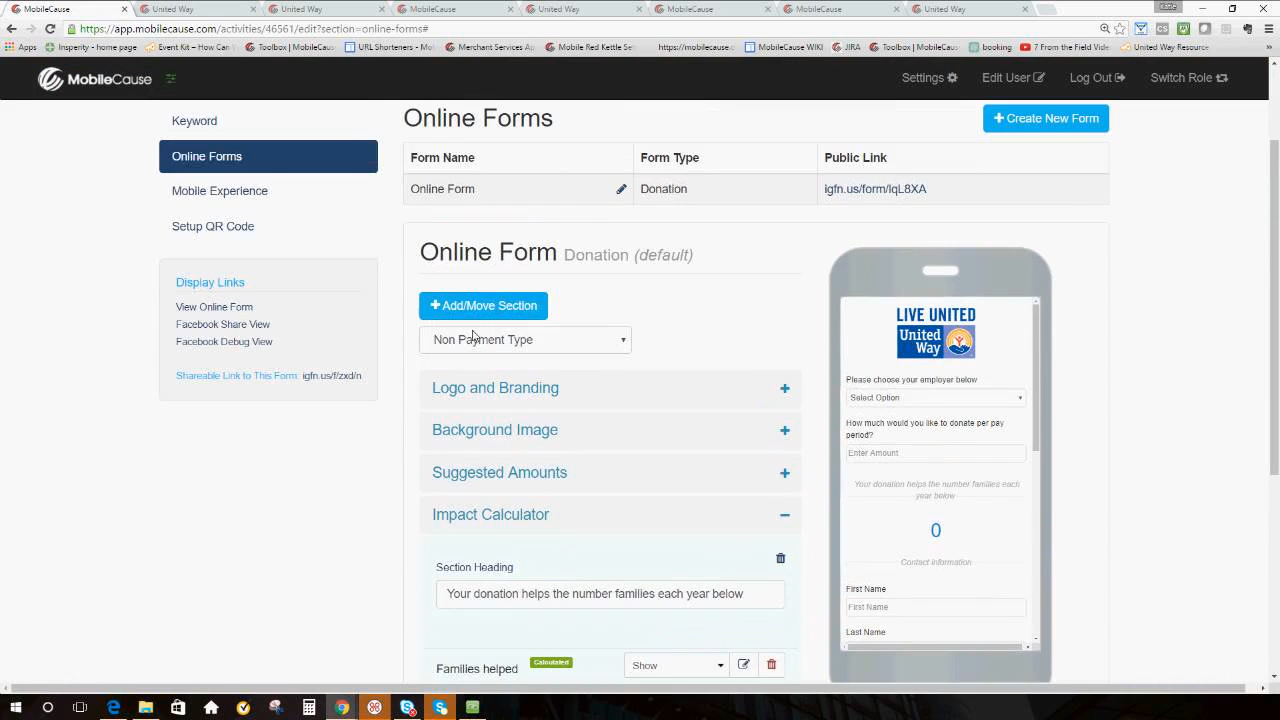 MobileCause
United Way
United Way
MobileCause
United Way
MobileCause
MobileCause
United Way
https://app.mobilecause.com/activities/46561/edit?section=online-forms#
Apps
Insperity home page
Event Kit – How Can
Toolbox | MobileCaus
URL Shorteners - Mo
Merchant Services Ap
Mobile Red Kettle Se
https://mobilecause.c
MobileCause WIKI
JIRA
Toolbox | MobileCaus
booking
7 From the Field Vide
United Way Resource
MobileCause
Settings
Edit User
Log Out
Switch Role
Keyword
Online Forms
Mobile Experience
Setup QR Code
Display Links
View Online Form
Facebook Share View
Facebook Debug View
Shareable Link to This Form: igfn.us/f/zxd/n
Online Forms
+ Create New Form
Form Name
Form Type
Public Link
Online Form
Donation
igfn.us/form/lqL8XA
Online Form Donation (default)
+ Add/Move Section
Non Payment Type
Logo and Branding
Background Image
Suggested Amounts
Impact Calculator
Section Heading
Your donation helps the number families each year below
Families helped
Calculated
Show
LIVE UNITED
United
Way
Please choose your employer below
Select Option
How much would you like to donate per pay
period?
Enter Amount
Your donation helps the number families each
year below
0
Contact information
First Name
First Name
Last Name